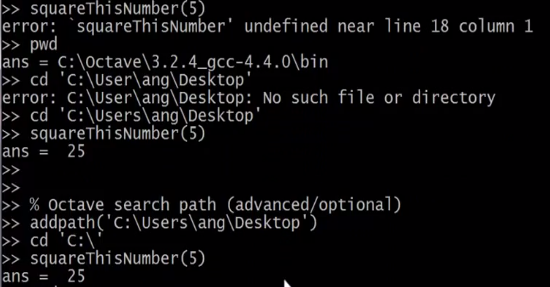 >> squareThisNumber(5)
error: `squareThisNumber' undefined near line 18 column 1
>> pwd
ans = C:\Octave\3.2.4_gcc-4.4.0\bin
>> cd 'C:\User\ang\Desktop'
error: C:\User\ang\Desktop: No such file or directory
>> cd 'C:\Users\ang\Desktop'
>> squareThisNumber(5)
ans =  25
>>
>>
>> % Octave search path (advanced/optional)
>> addpath('C:\Users\ang\Desktop')
>> cd 'C:\'
>> squareThisNumber(5)
ans =  25